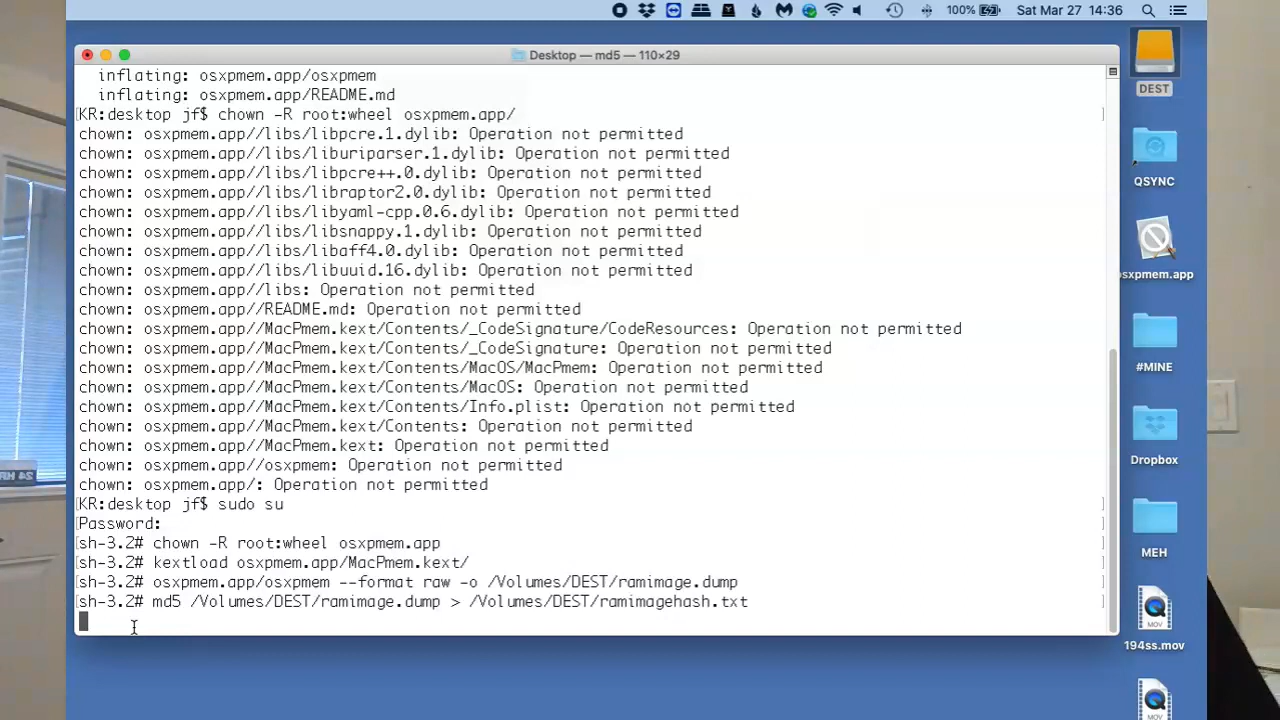 100%
Sat Mar 27 14:36
Desktop — md5 — 110×29
inflating: osxpmem.app/osxpmem
inflating: osxpmem.app/README.md
[KR:desktop jf$ chown -R root:wheel osxpmem.app/ ]
chown: osxpmem.app//libs/libpcre.1.dylib: Operation not permitted
chown: osxpmem.app//libs/liburiparser.1.dylib: Operation not permitted
chown: osxpmem.app//libs/libpcre++.0.dylib: Operation not permitted
chown: osxpmem.app//libs/libraptor2.0.dylib: Operation not permitted
chown: osxpmem.app//libs/libyaml-cpp.0.6.dylib: Operation not permitted
chown: osxpmem.app//libs/libsnappy.1.dylib: Operation not permitted
chown: osxpmem.app//libs/libaff4.0.dylib: Operation not permitted
chown: osxpmem.app//libs/libuuid.16.dylib: Operation not permitted
chown: osxpmem.app//libs: Operation not permitted
chown: osxpmem.app//README.md: Operation not permitted
chown: osxpmem.app//MacPmem.kext/Contents/_CodeSignature/CodeResources: Operation not permitted
chown: osxpmem.app//MacPmem.kext/Contents/_CodeSignature: Operation not permitted
chown: osxpmem.app//MacPmem.kext/Contents/MacOS/MacPmem: Operation not permitted
chown: osxpmem.app//MacPmem.kext/Contents/MacOS: Operation not permitted
chown: osxpmem.app//MacPmem.kext/Contents/Info.plist: Operation not permitted
chown: osxpmem.app//MacPmem.kext/Contents: Operation not permitted
chown: osxpmem.app//MacPmem.kext: Operation not permitted
chown: osxpmem.app//osxpmem: Operation not permitted
chown: osxpmem.app/: Operation not permitted
[KR:desktop jf$ sudo su ]
[Password: ]
[sh-3.2# chown -R root:wheel osxpmem.app ]
[sh-3.2# kextload osxpmem.app/MacPmem.kext/ ]
[sh-3.2# osxpmem.app/osxpmem --format raw -o /Volumes/DEST/ramimage.dump ]
[sh-3.2# md5 /Volumes/DEST/ramimage.dump > /Volumes/DEST/ramimagehash.txt ]
DEST
QSYNC
osxpmem.app
#MINE
Dropbox
MEH
MOV
194ss.mov
MOV